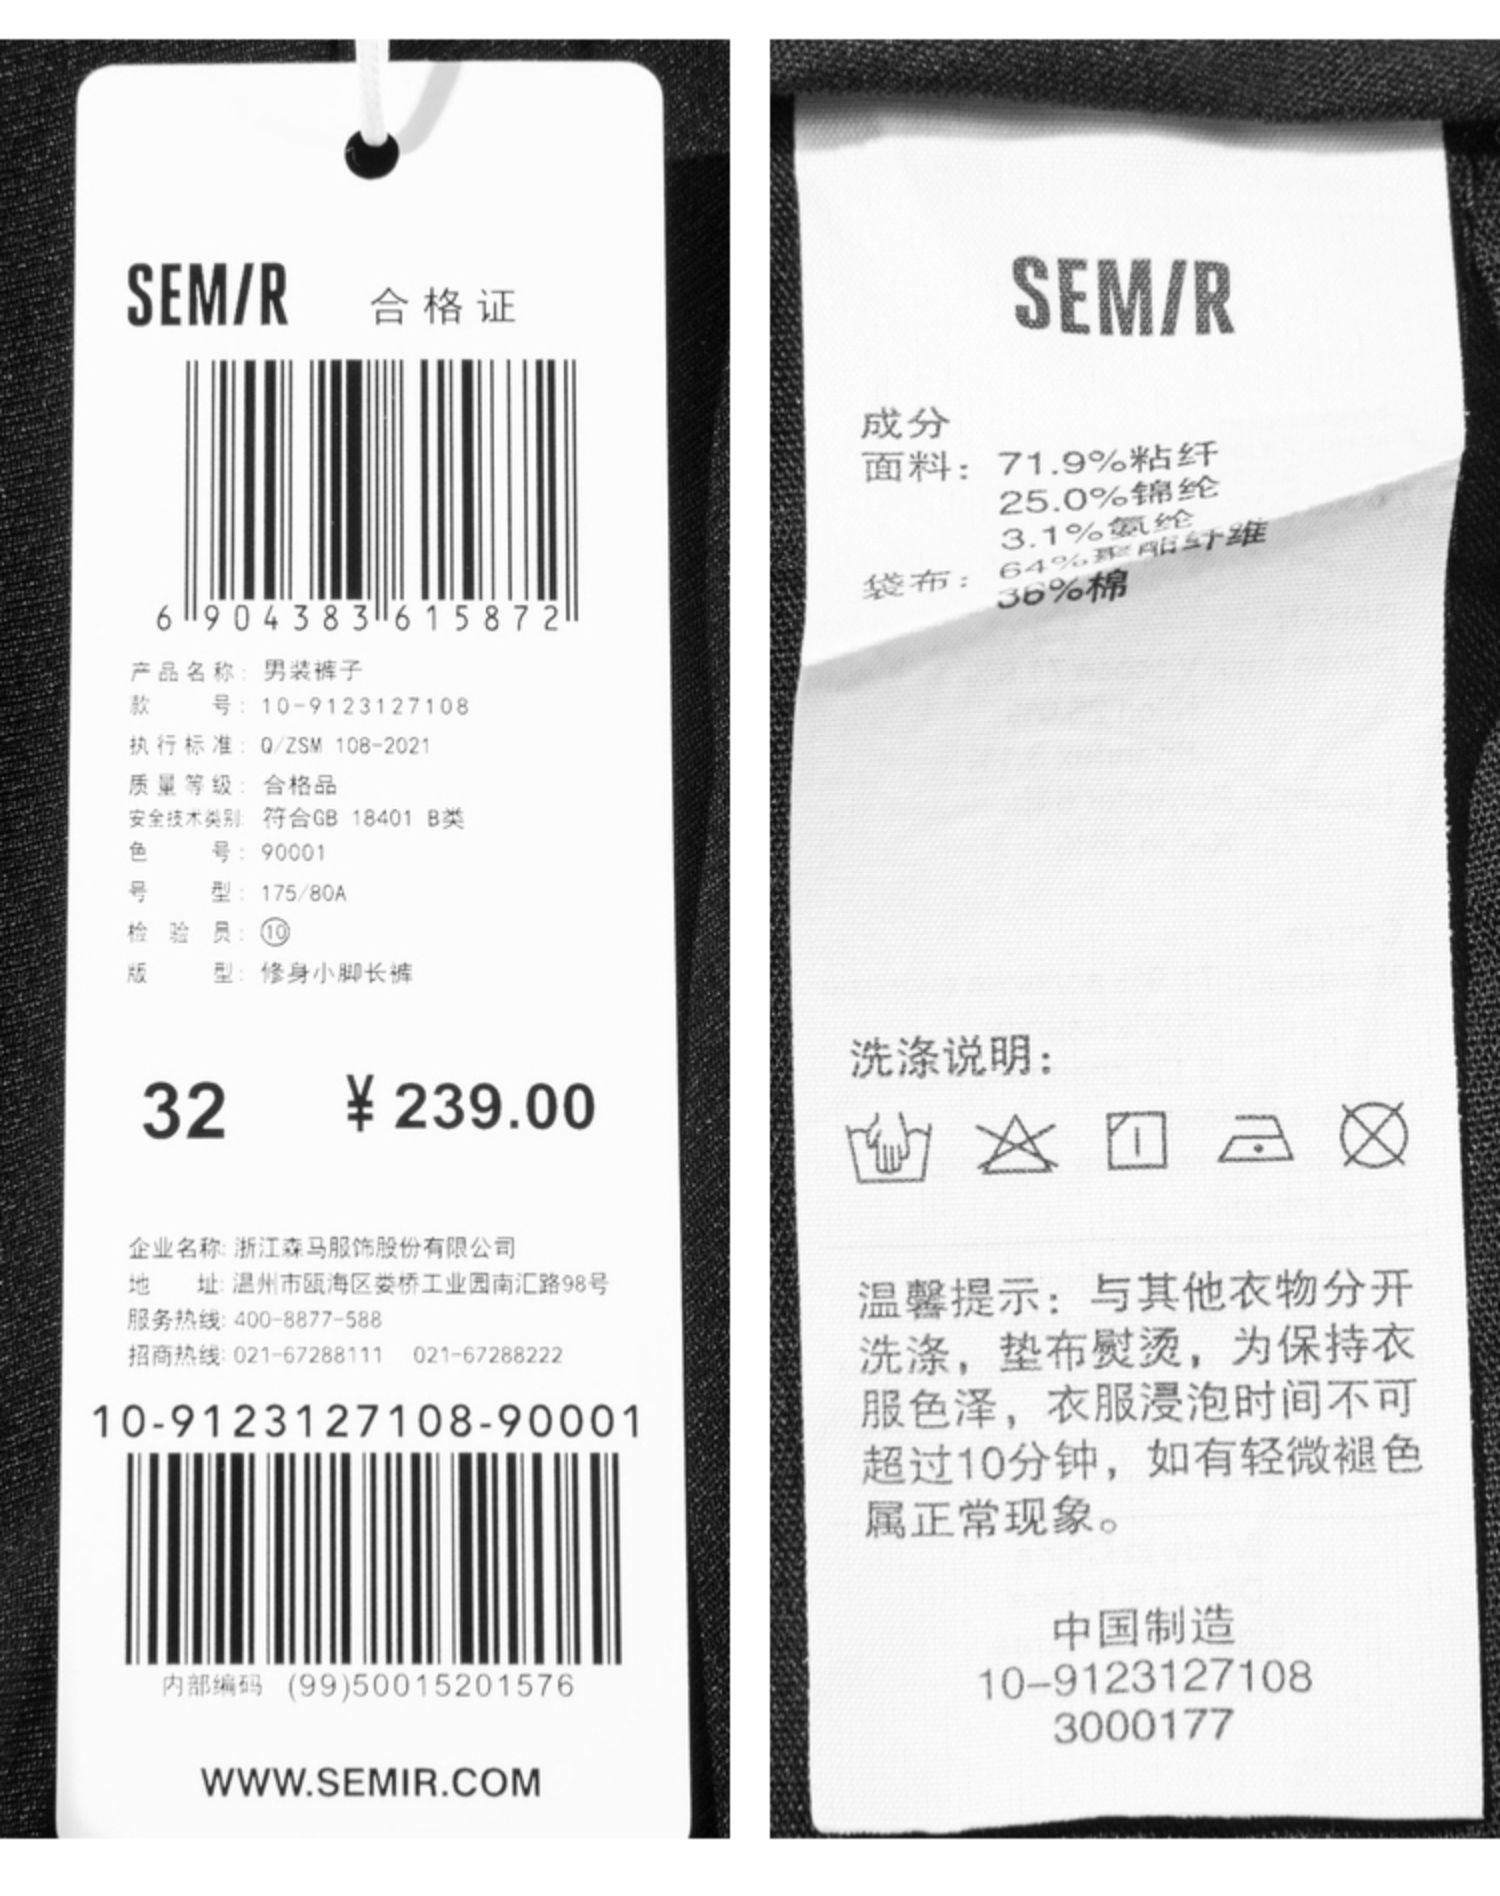 SEMIR 合格证
6 904383 615872
产品名称: 男装裤子
款号: 10-9123127108
执行标准: Q/ZSM 108-2021
质量等级: 合格品
安全技术类别: 符合GB 18401 B类
色号: 90001
号型: 175/80A
检验员: ⑩
版型: 修身小脚长裤
32 ¥239.00
企业名称: 浙江森马服饰股份有限公司
地址: 温州市瓯海区娄桥工业园南汇路98号
服务热线: 400-8877-588
招商热线: 021-67288111 021-67288222
10-9123127108-90001
内部编码 (99)50015201576
WWW.SEMIR.COM
SEMIR
成分
面料: 71.9%粘纤
25.0%锦纶
3.1%氨纶
袋布: 64%聚酯纤维
36%棉
洗涤说明:
温馨提示: 与其他衣物分开
洗涤, 垫布熨烫, 为保持衣
服色泽, 衣服浸泡时间不可
超过10分钟, 如有轻微褪色
属正常现象。
中国制造
10-9123127108
3000177